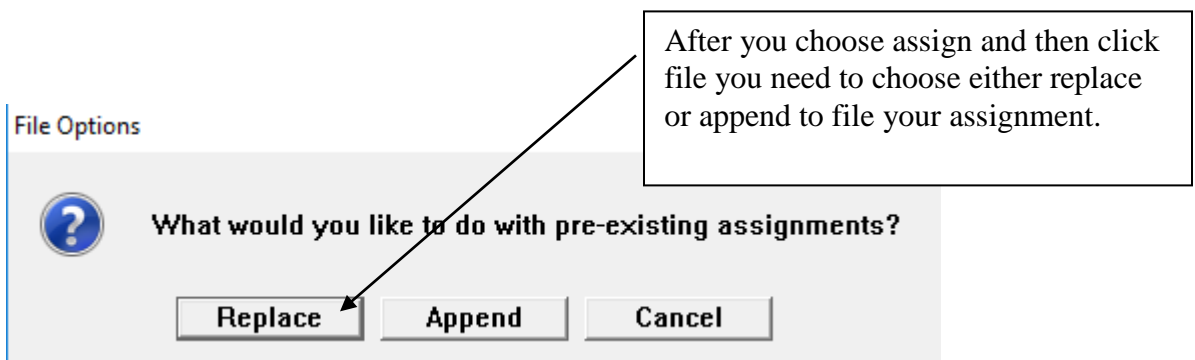 After you choose assign and then click
file you need to choose either replace
or append to file your assignment.
File Options
What would you like to do with pre-existing assignments?
Replace Append Cancel